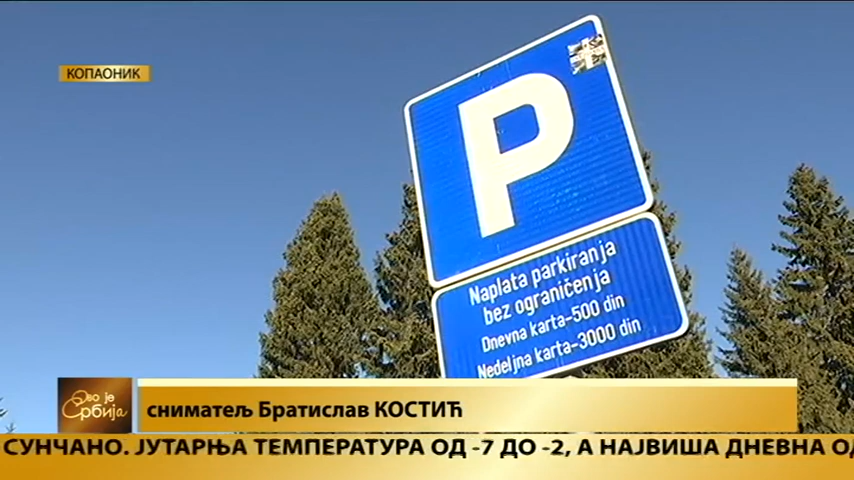 КОПАОНИК
P
Naplata parkiranja
bez ograničenja
Dnevna karta-500 din
Nedeljna karta-3000 din
Ово је
Србија
сниматељ Братислав КОСТИЋ
СУНЧАНО. ЈУТАРЊА ТЕМПЕРАТУРА ОД -7 ДО -2, А НАЈВИША ДНЕВНА ОД